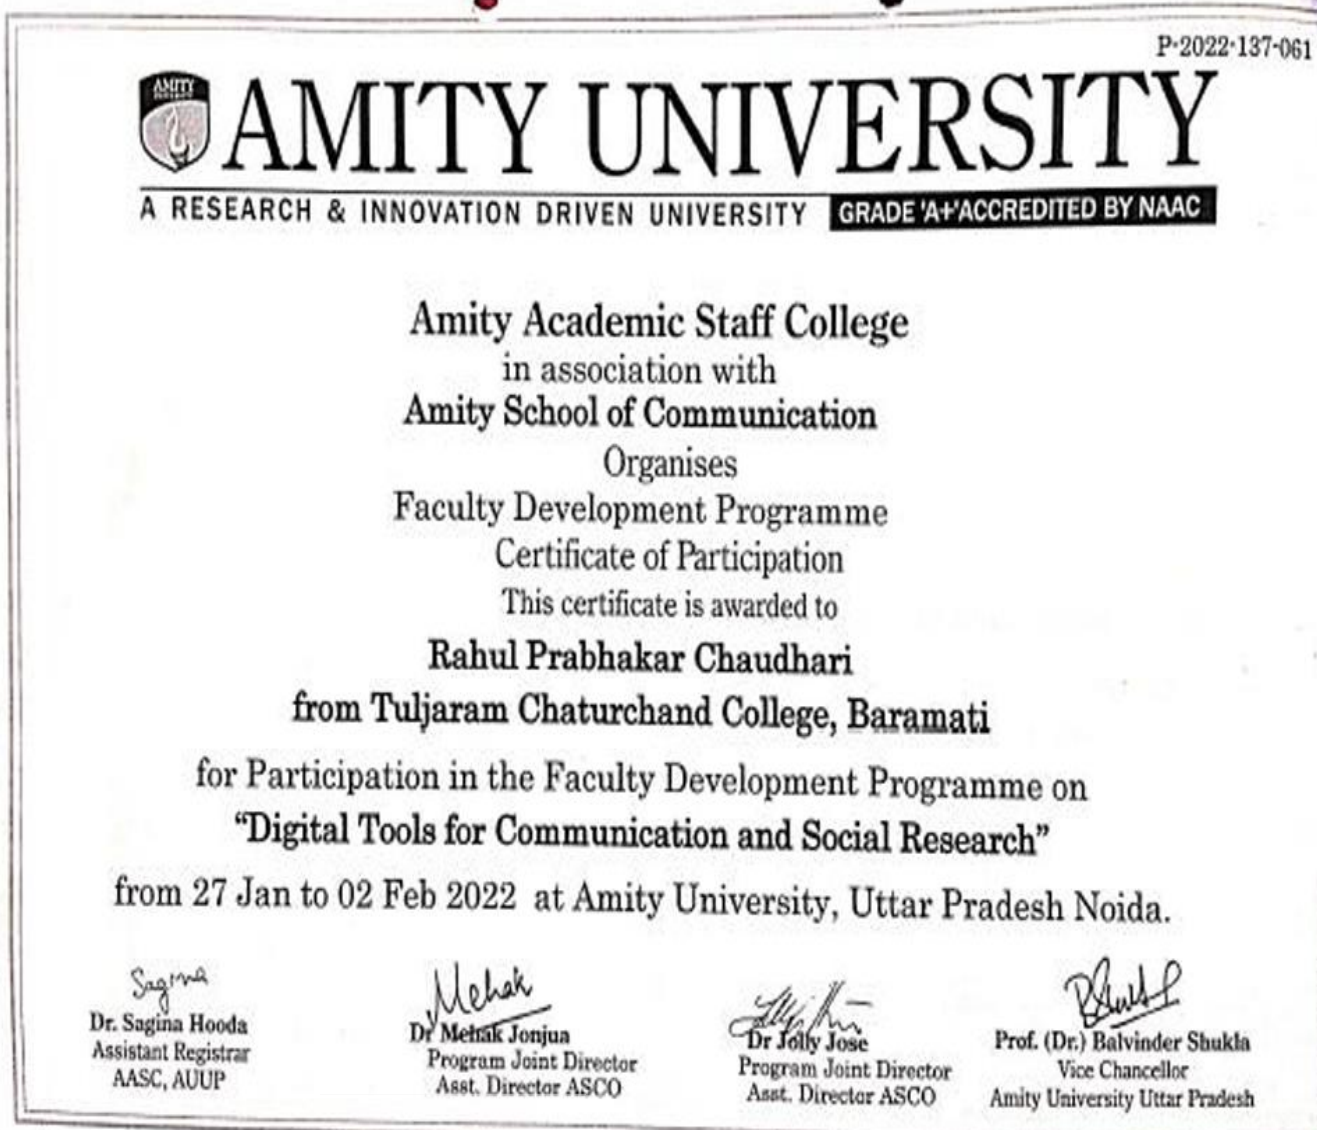 P-2022-137-061
AMITY
UNIVERSITY
AMITY UNIVERSITY
A RESEARCH & INNOVATION DRIVEN UNIVERSITY GRADE 'A+'ACCREDITED BY NAAC
Amity Academic Staff College
in association with
Amity School of Communication
Organises
Faculty Development Programme
Certificate of Participation
This certificate is awarded to
Rahul Prabhakar Chaudhari
from Tuljaram Chaturchand College, Baramati
for Participation in the Faculty Development Programme on
“Digital Tools for Communication and Social Research”
from 27 Jan to 02 Feb 2022 at Amity University, Uttar Pradesh Noida.
Sagina
Dr. Sagina Hooda
Assistant Registrar
AASC, AUUP
Mehak
Dr Mehak Jonjua
Program Joint Director
Asst. Director ASCO
Dr Jolly Jose
Program Joint Director
Asst. Director ASCO
Prof. (Dr.) Balvinder Shukla
Vice Chancellor
Amity University Uttar Pradesh